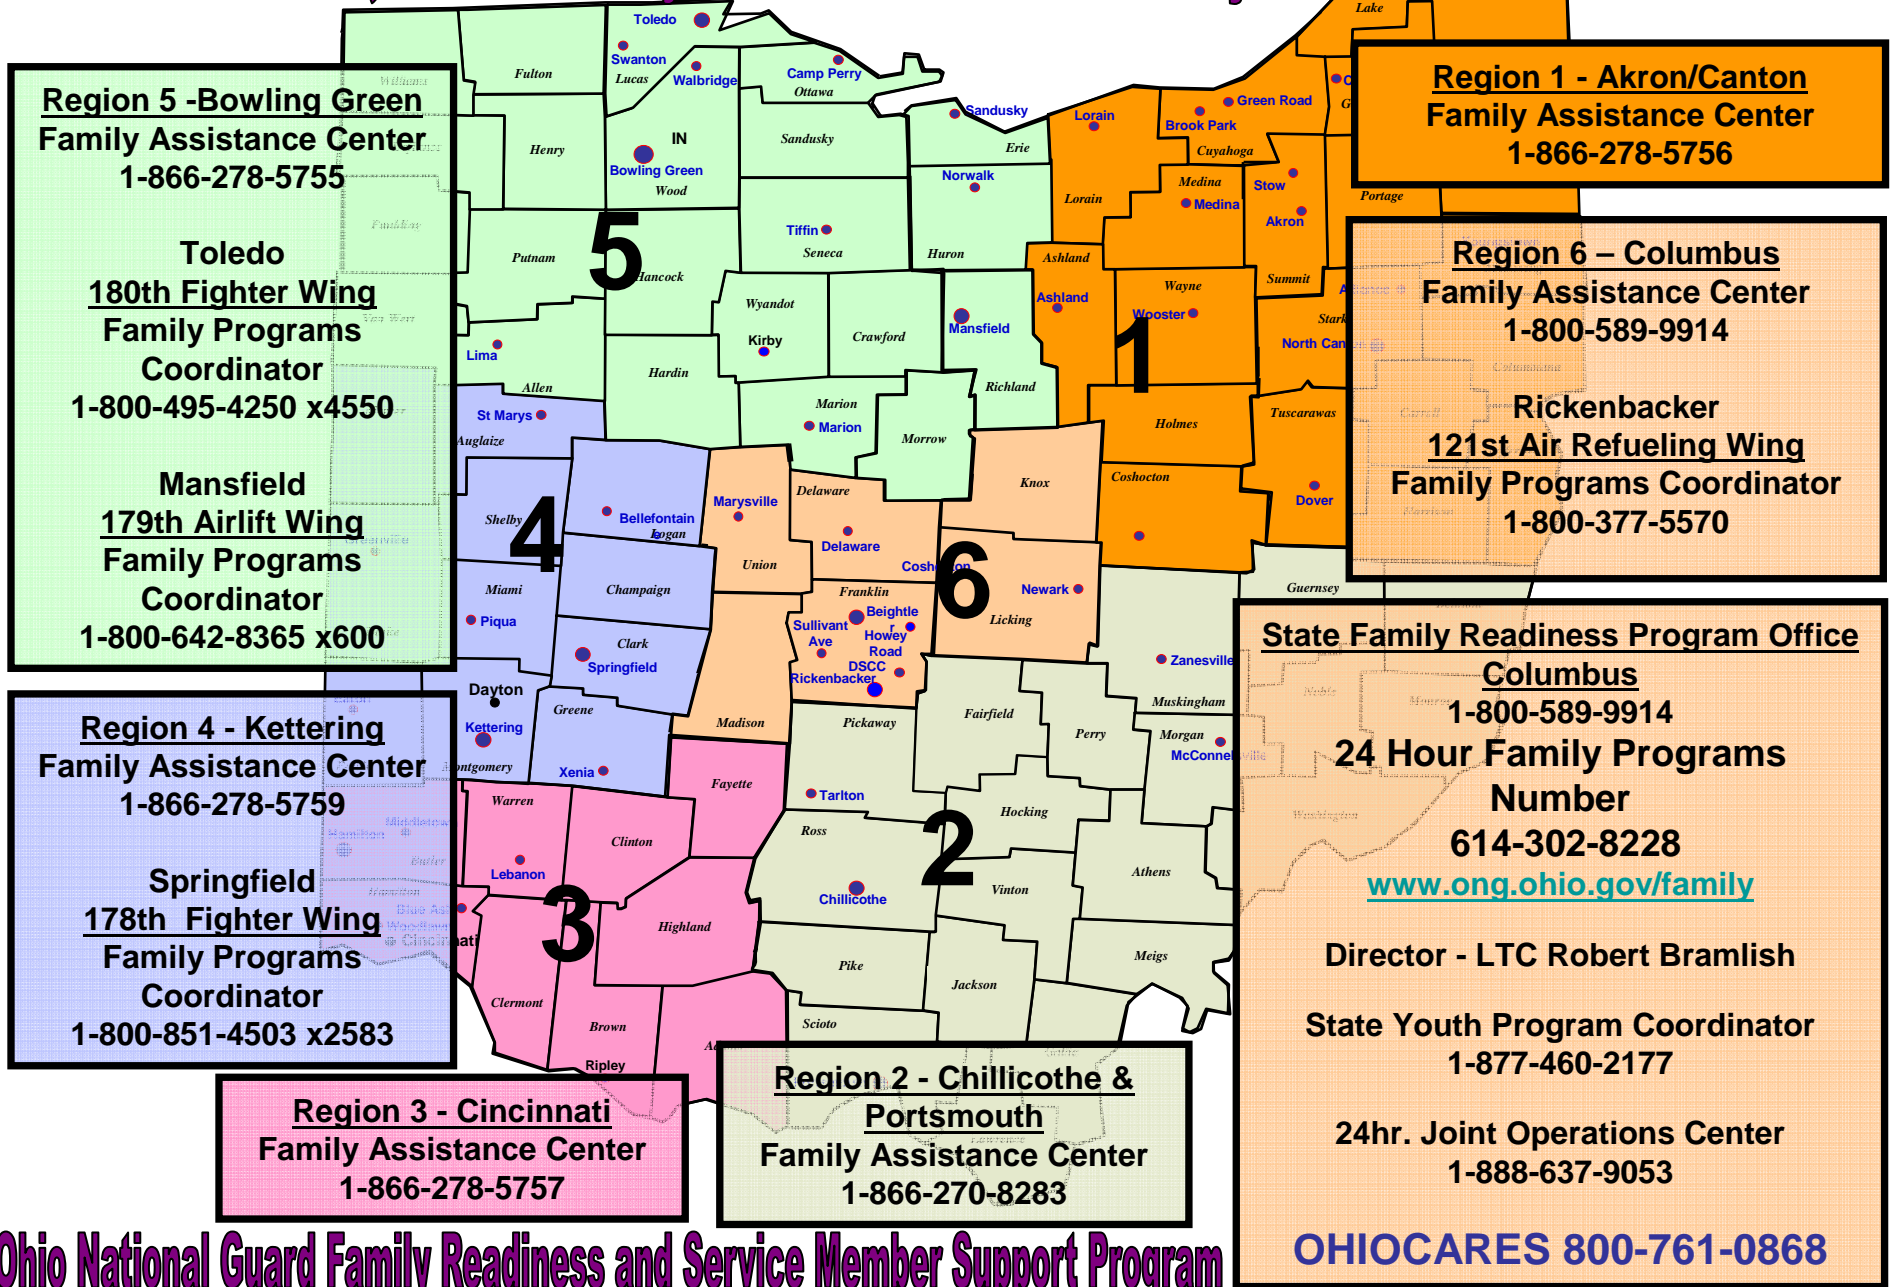 Region 5 -Bowling Green
Family Assistance Center
1-866-278-5755
Toledo
180th Fighter Wing
Family Programs
Coordinator
1-800-495-4250 x4550
Mansfield
179th Airlift Wing
Family Programs
Coordinator
1-800-642-8365 x600
Region 4 - Kettering
Family Assistance Center
1-866-278-5759
Springfield
178th Fighter Wing
Family Programs
Coordinator
1-800-851-4503 x2583
Region 3 - Cincinnati
Family Assistance Center
1-866-278-5757
Region 2 - Chillicothe &
Portsmouth
Family Assistance Center
1-866-270-8283
Region 1 - Akron/Canton
Family Assistance Center
1-866-278-5756
Region 6 – Columbus
Family Assistance Center
1-800-589-9914
Rickenbacker
121st Air Refueling Wing
Family Programs Coordinator
1-800-377-5570
State Family Readiness Program Office
Columbus
1-800-589-9914
24 Hour Family Programs
Number
614-302-8228
www.ong.ohio.gov/family
Director - LTC Robert Bramlish
State Youth Program Coordinator
1-877-460-2177
24hr. Joint Operations Center
1-888-637-9053
OHIOCARES 800-761-0868
Toledo
Swanton
Lucas
Walbridge
Fulton
Camp Perry
Ottawa
Henry
IN
Bowling Green
Wood
Sandusky
Sandusky
Erie
Norwalk
Huron
Tiffin
Seneca
5
Putnam
Hancock
Wyandot
Kirby
Crawford
Mansfield
Richland
Lima
Allen
Hardin
Marion
Marion
Morrow
Lake
Lorain
Lorain
Green Road
Brook Park
Cuyahoga
Medina
Medina
Stow
Akron
Summit
Portage
Ashland
Ashland
Wayne
Wooster
1
Stark
North Can
Holmes
Tuscarawas
Coshocton
Dover
St Marys
Auglaize
Shelby
4
Bellefontain
e
Logan
Miami
Piqua
Champaign
Clark
Springfield
Dayton
Kettering
Greene
Xenia
Marysville
Union
Delaware
Delaware
Knox
Coshocton
6
Newark
Licking
Franklin
Beightle
r
Sullivant
Ave
Howey
Road
DSCC
Rickenbacker
Madison
Guernsey
Zanesville
Muskingham
Morgan
Pickaway
Fairfield
Perry
Tarlton
Ross
Hocking
2
Chillicothe
Vinton
Athens
Meigs
Pike
Jackson
Scioto
Fayette
Warren
Clinton
Lebanon
3
Highland
Clermont
Brown
Ripley
Ohio National Guard Family Readiness and Service Member Support Program